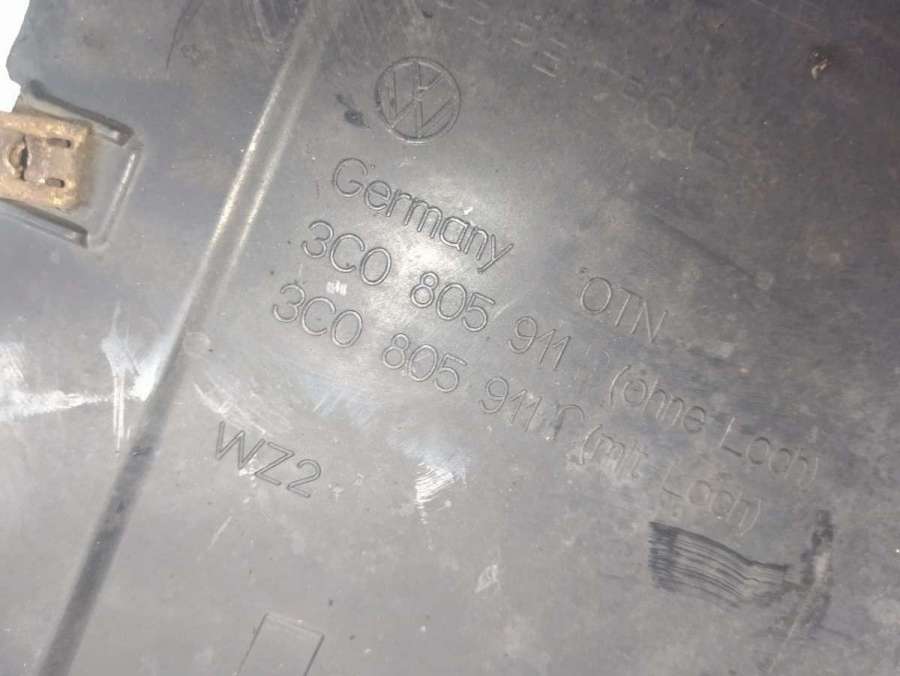 Germany
OTN
3C0 805 911 (ohne Loch)
3C0 805 911 (mit Loch)
WZ2